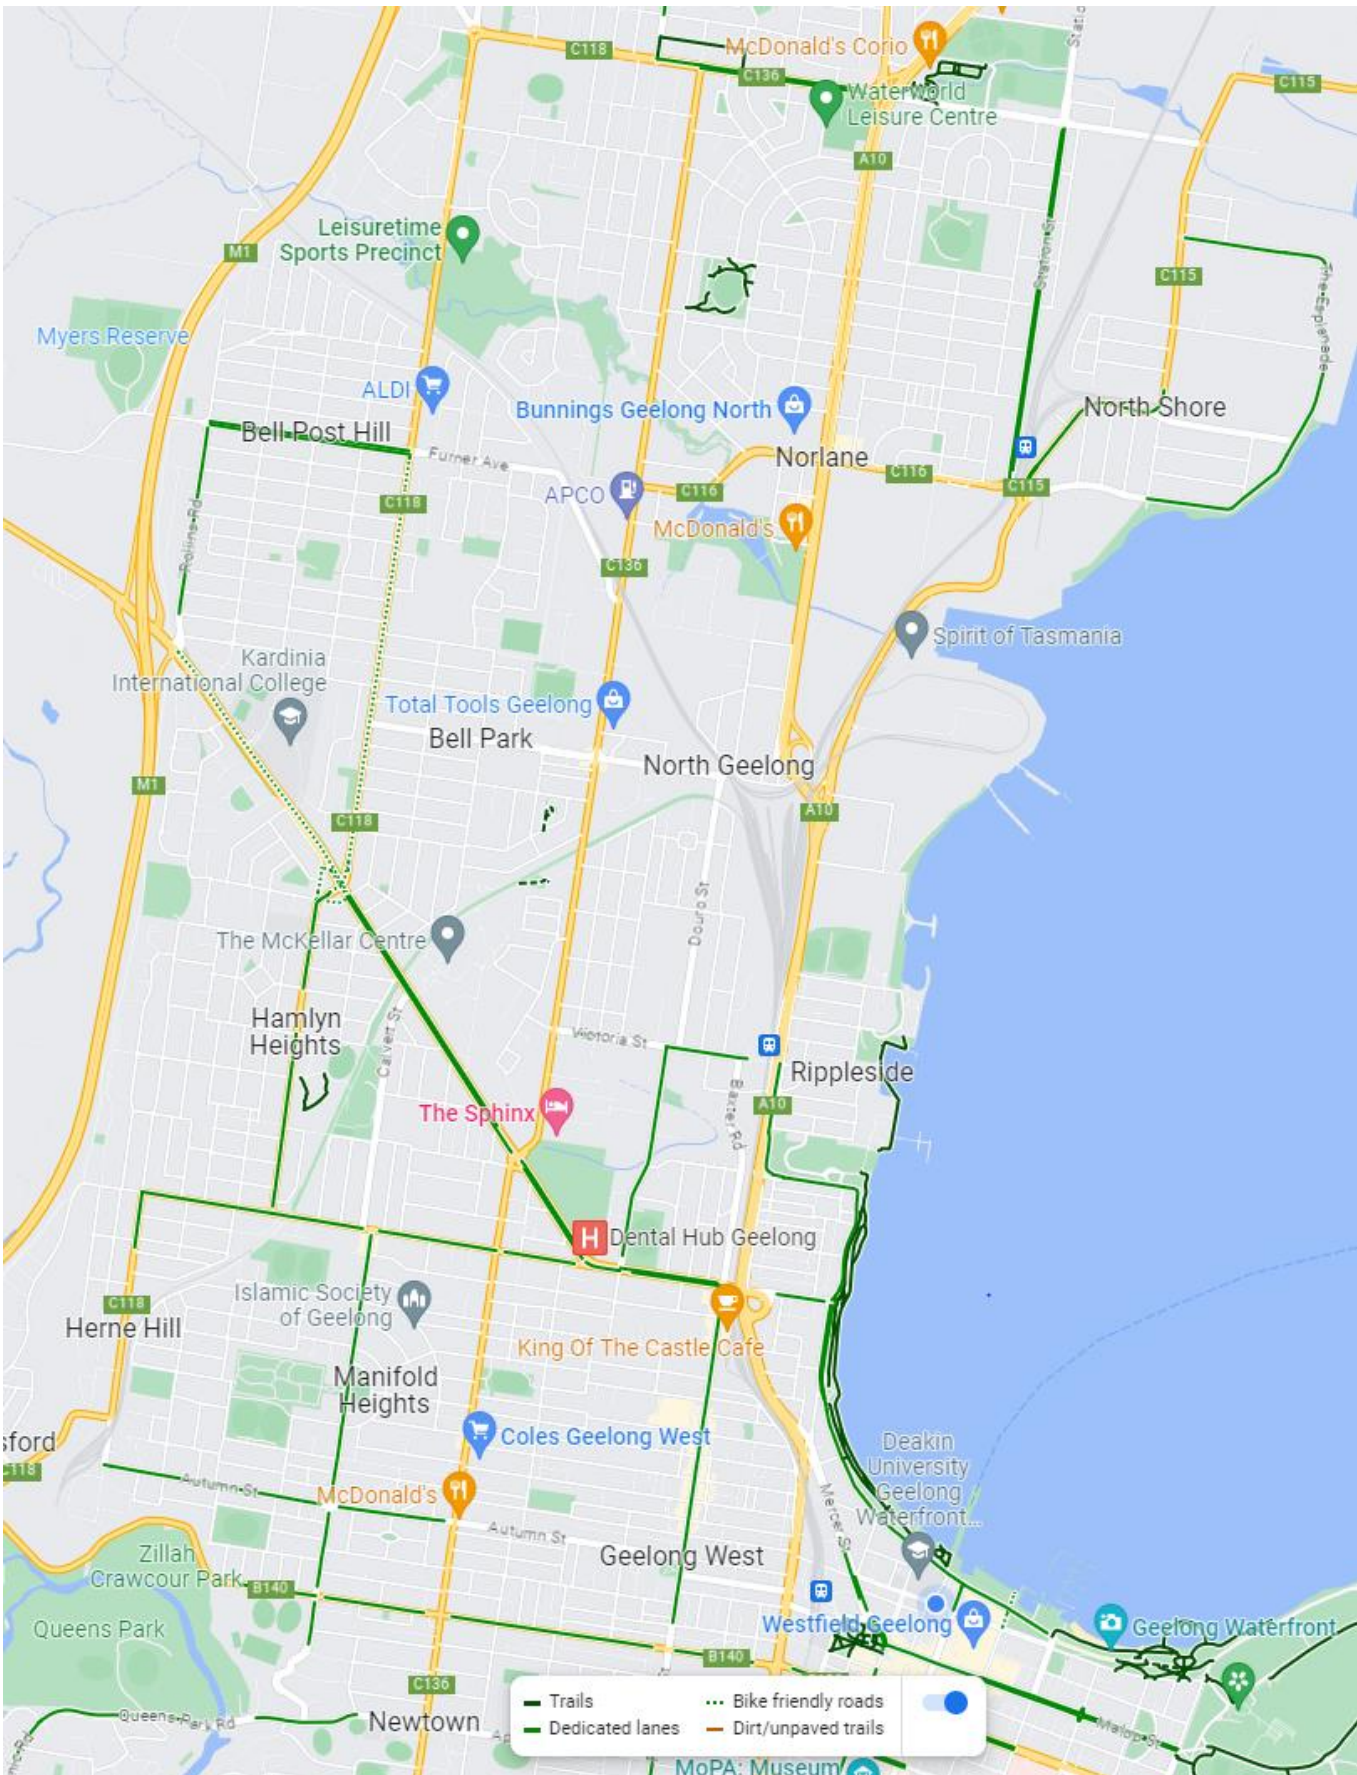 McDonald's Corio
C118
C136
Waterworld
Leisure Centre
C115
A10
Station St
Leisuretime
Sports Precinct
M1
C115
The Esplanade
Myers Reserve
ALDI
Bunnings Geelong North
North Shore
Bell Post Hill
Furner Ave
Norlane
C116
C116
C115
APCO
C118
Rollins Rd
McDonald's
C136
Spirit of Tasmania
Kardinia
International College
Total Tools Geelong
Bell Park
North Geelong
M1
C118
A10
Douro St
The McKellar Centre
Hamlyn
Heights
Calvert St
Victoria St
Rippleside
The Sphinx
A10
Baxter Rd
Dental Hub Geelong
Islamic Society
of Geelong
C118
Herne Hill
King Of The Castle Cafe
Manifold
Heights
Coles Geelong West
sford
C118
Deakin
University
Geelong
Waterfront...
Autumn St
McDonald's
Mercer St
Autumn St
Geelong West
Zillah
Crawcour Park
B140
Queens Park
Westfield Geelong
Geelong Waterfront
B140
C136
Queens Park Rd
Newtown
Trails
Bike friendly roads
Dedicated lanes
Dirt/unpaved trails
Malop St
MoPA: Museum